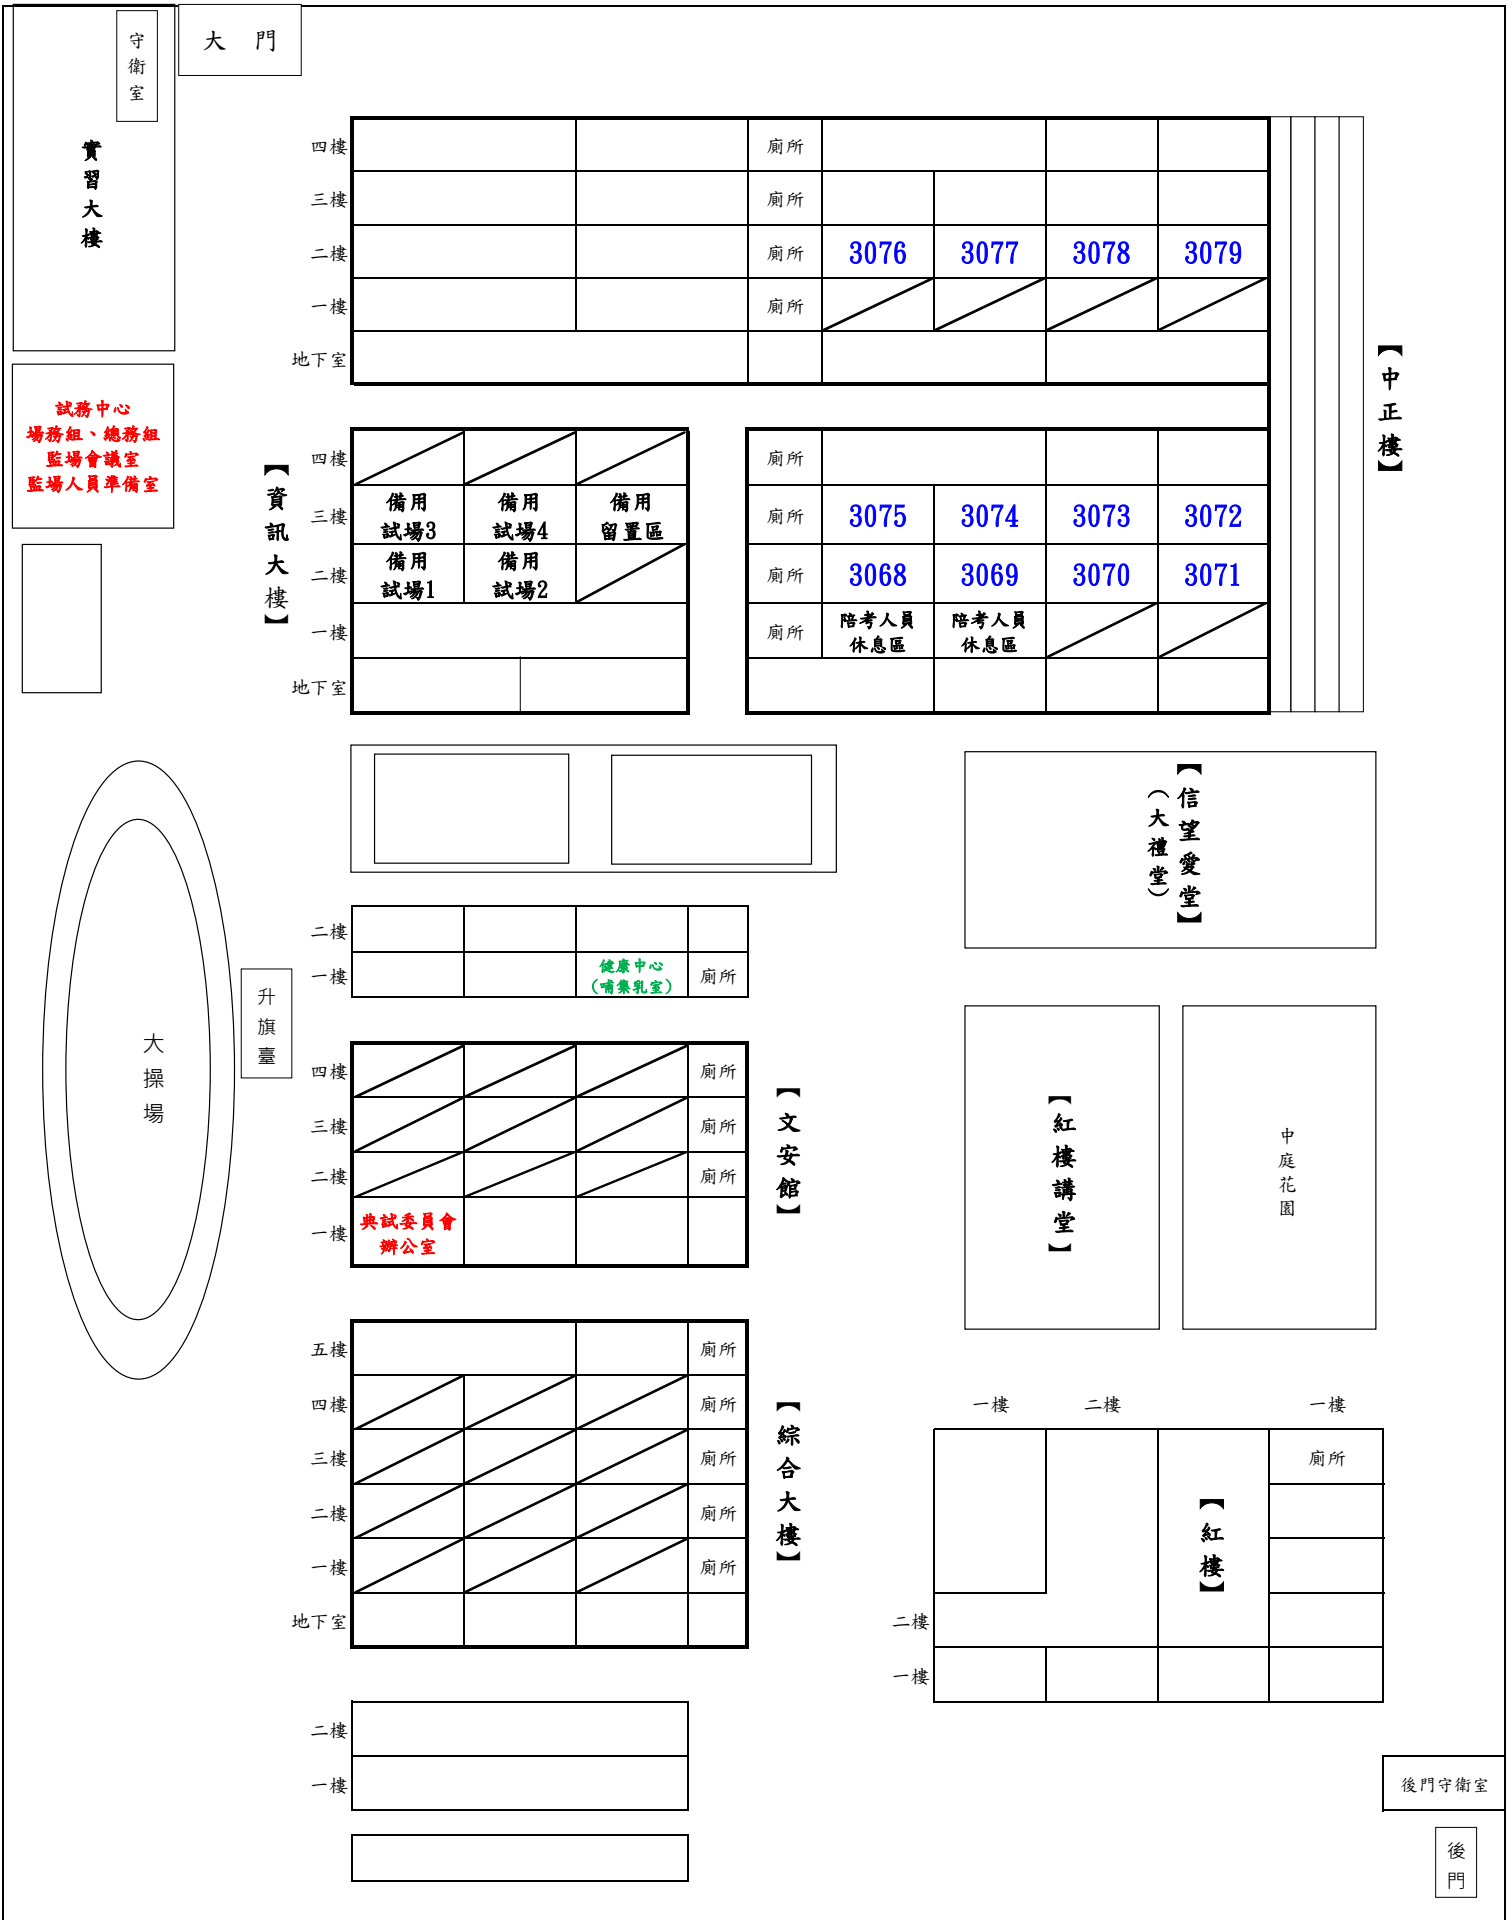 守衛室
大 門
實習大樓
四樓 廁所
三樓 廁所
二樓 廁所 3076 3077 3078 3079
一樓 廁所
地下室
【中正樓】
試務中心
場務組、總務組
監場會議室
監場人員準備室
【資訊大樓】
四樓
三樓
備用
試場3
備用
試場4
備用
留置區
二樓
備用
試場1
備用
試場2
一樓
地下室
廁所
廁所 3075 3074 3073 3072
廁所 3068 3069 3070 3071
廁所
陪考人員
休息區
陪考人員
休息區
【信望愛堂】
(大禮堂)
二樓
一樓
健康中心
(哺集乳室)
廁所
升旗臺
大操場
四樓 廁所
三樓 廁所
二樓 廁所
一樓
典試委員會
辦公室
【文安館】
【紅樓講堂】
中庭花園
五樓 廁所
四樓 廁所
三樓 廁所
二樓 廁所
一樓 廁所
地下室
【綜合大樓】
一樓 二樓 一樓
廁所
【紅樓】
二樓
一樓
二樓
一樓
後門守衛室
後門